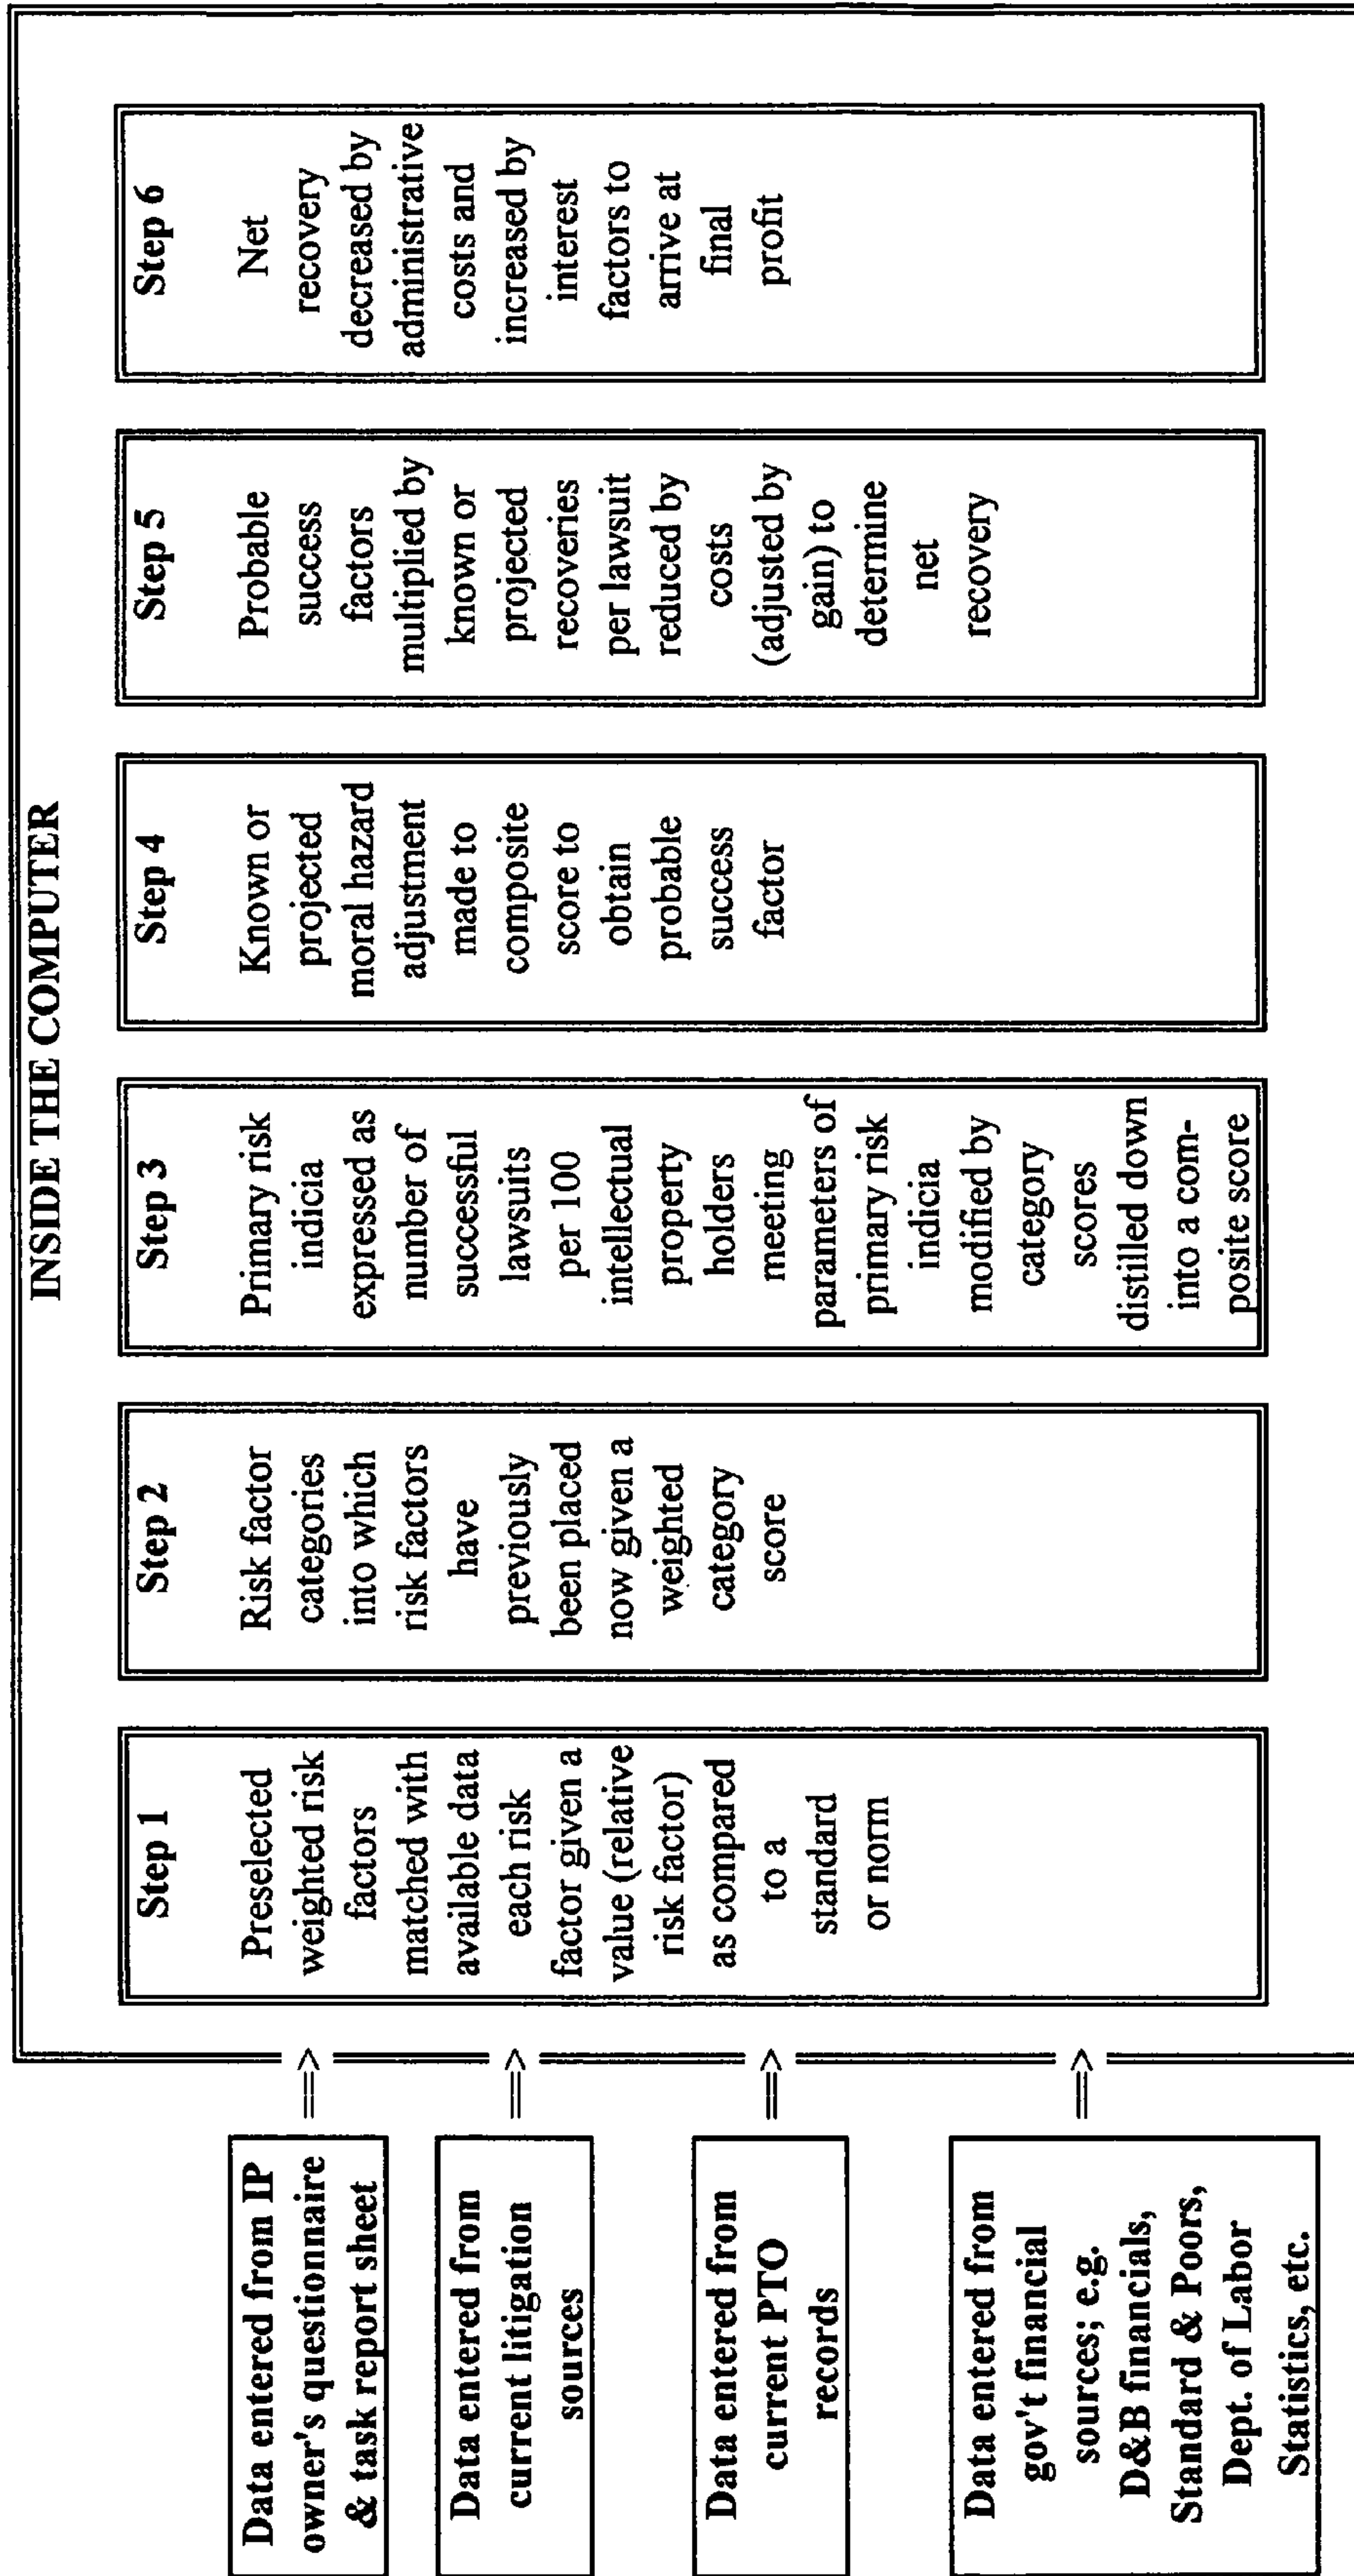 INSIDE THE COMPUTER
Data entered from IP
owner's questionnaire
& task report sheet
Data entered from
current litigation
sources
Data entered from
current PTO
records
Data entered from
gov't financial
sources; e.g.
D&B financials,
Standard & Poors,
Dept. of Labor
Statistics, etc.
Step 1
Preselected
weighted risk
factors
matched with
available data
each risk
factor given a
value (relative
risk factor)
as compared
to a
standard
or norm
Step 2
Risk factor
categories
into which
risk factors
have
previously
been placed
now given a
weighted
category
score
Step 3
Primary risk
indicia
expressed as
number of
successful
lawsuits
per 100
intellectual
property
holders
meeting
parameters of
primary risk
indicia
modified by
category
scores
distilled down
into a com-
posite score
Step 4
Known or
projected
moral hazard
adjustment
made to
composite
score to
obtain
probable
success
factor
Step 5
Probable
success
factors
multiplied by
known or
projected
recoveries
per lawsuit
reduced by
costs
(adjusted by
gain) to
determine
net
recovery
Step 6
Net
recovery
decreased by
administrative
costs and
increased by
interest
factors to
arrive at
final
profit